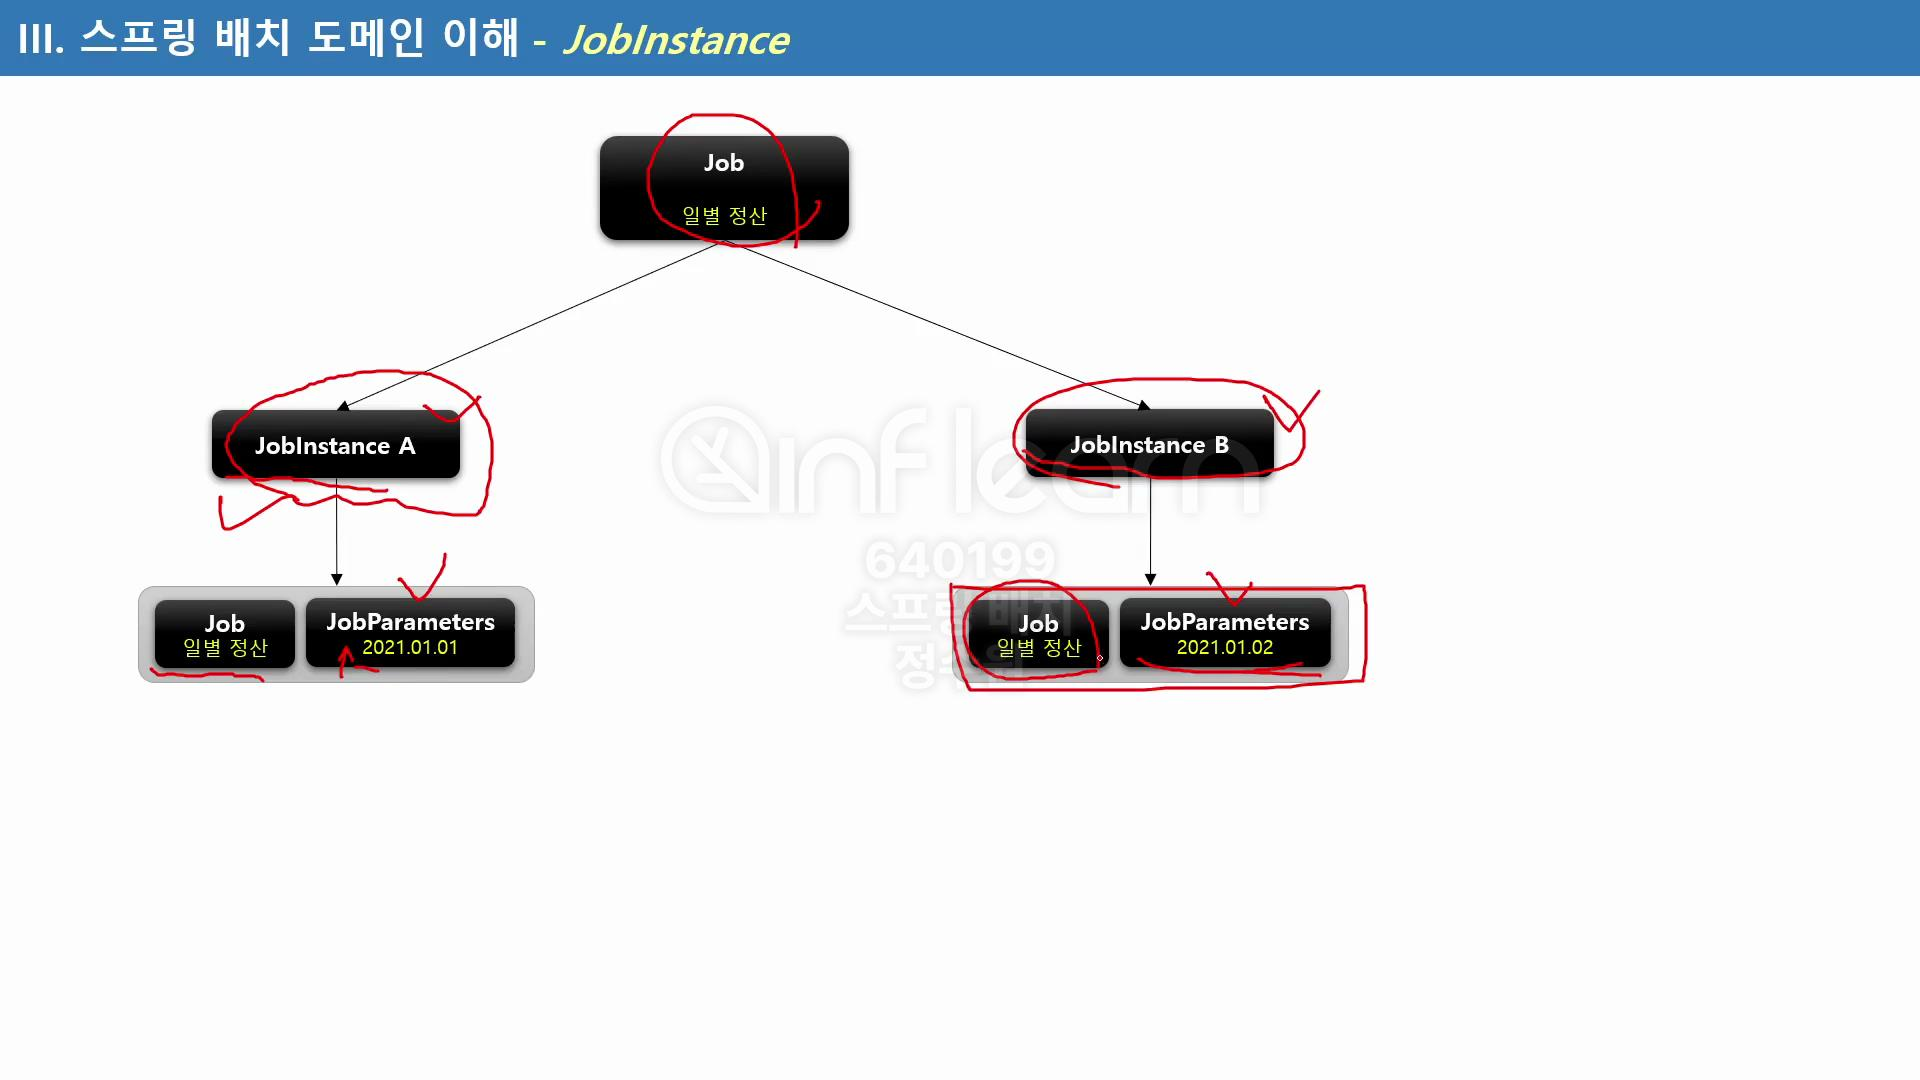 III. 스프링 배치 도메인 이해 - JobInstance
Job
일별 정산
JobInstance A
JobInstance B
inflearn
640199
스프링 배치
정수원
Job
일별 정산
JobParameters
2021.01.01
Job
일별 정산
JobParameters
2021.01.02